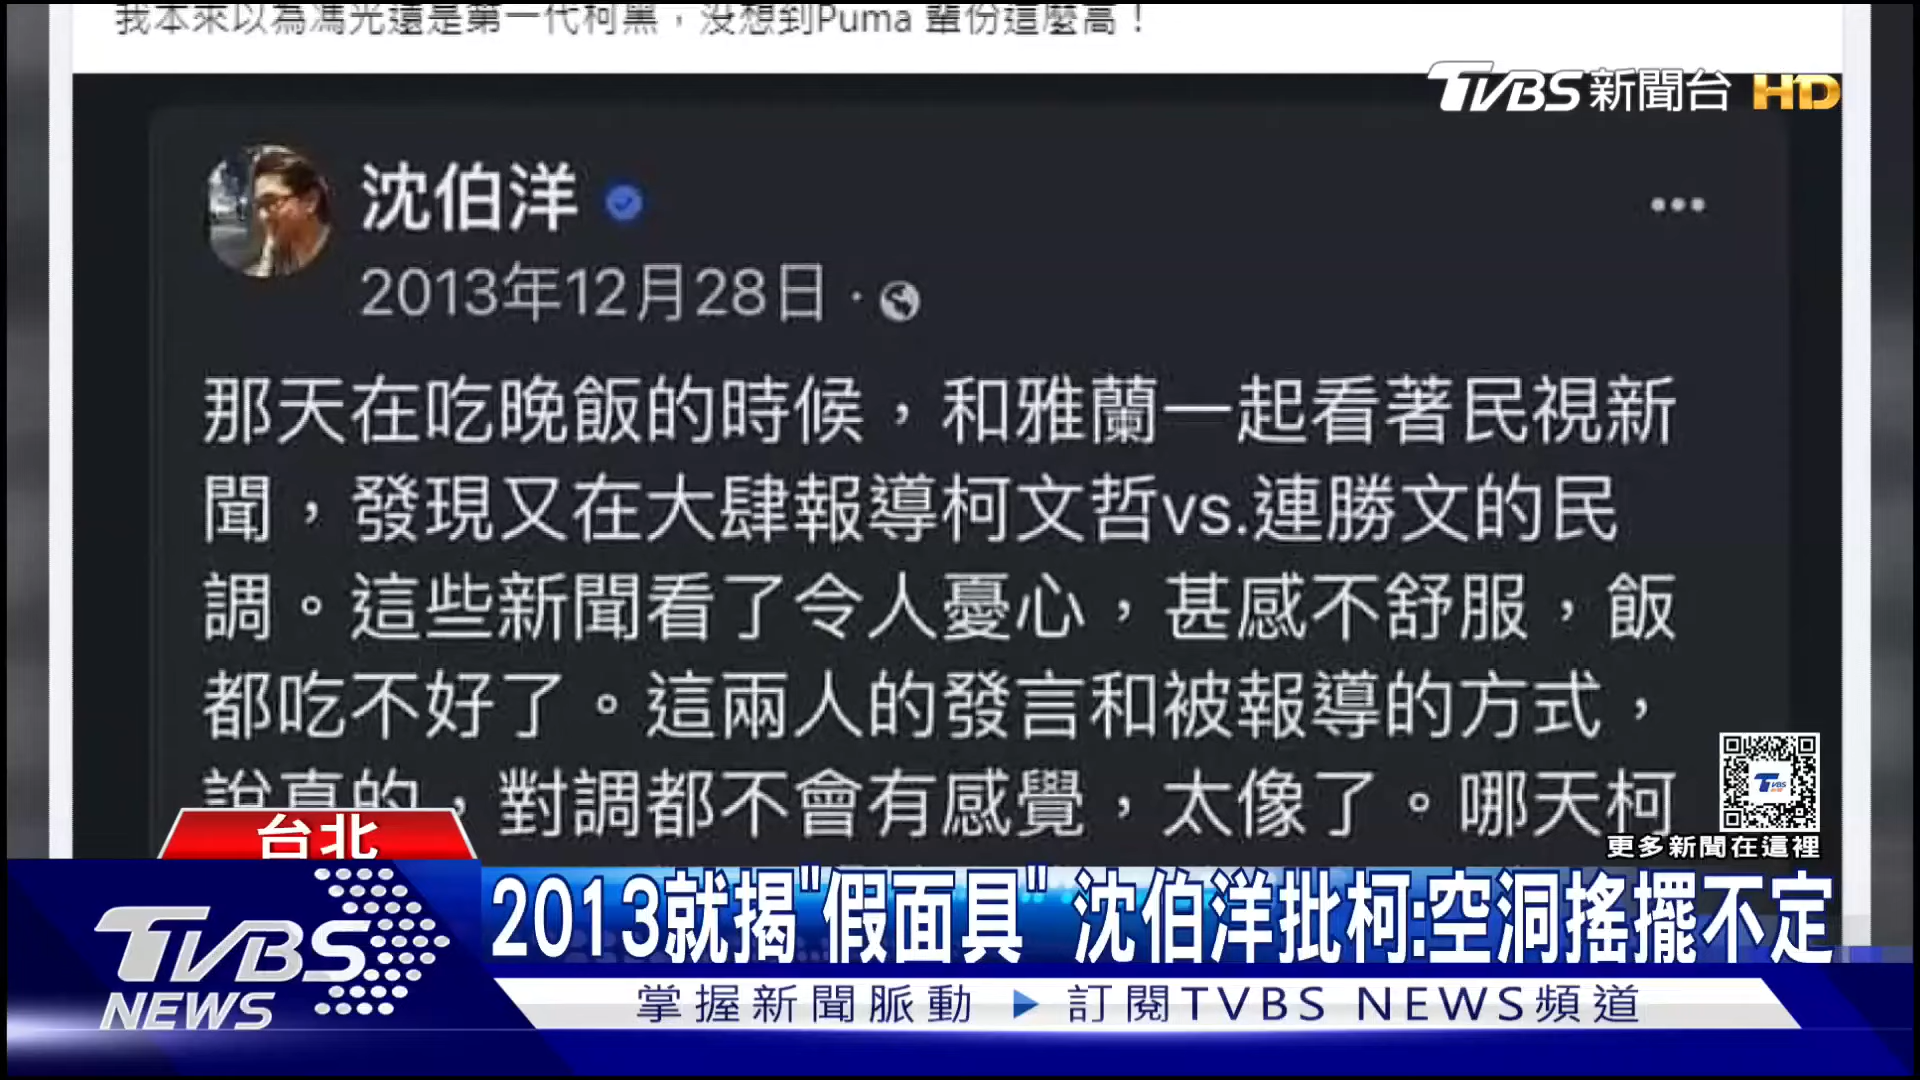 我本來以為馮光遠是第一代柯黑，沒想到Puma 輩份這麼高！
TVBS新聞台 HD
沈伯洋
2013年12月28日
那天在吃晚飯的時候，和雅蘭一起看著民視新
聞，發現又在大肆報導柯文哲vs.連勝文的民
調。這些新聞看了令人憂心，甚感不舒服，飯
都吃不好了。這兩人的發言和被報導的方式，
說真的，對調都不會有感覺，太像了。哪天柯
TVBS
更多新聞在這裡
台北
2013就揭"假面具" 沈伯洋批柯:空洞搖擺不定
TVBS
NEWS
掌握新聞脈動 ▶ 訂閱TVBS NEWS頻道